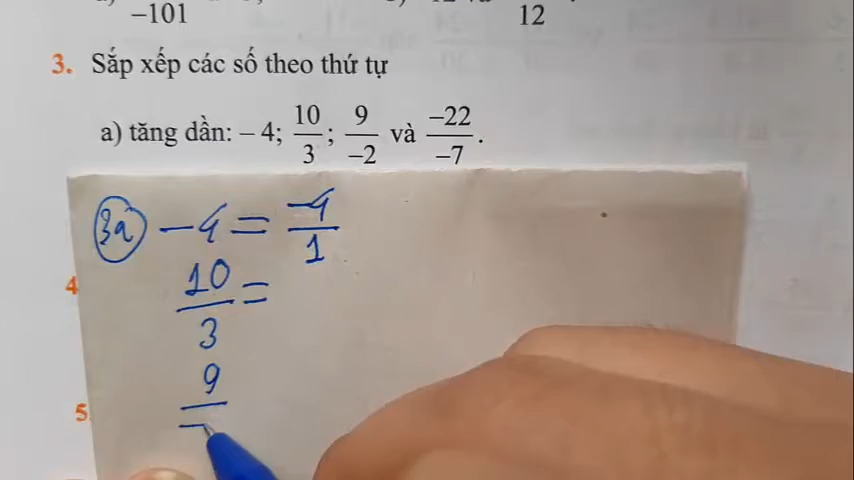 -101
12
3. Sắp xếp các số theo thứ tự
a) tăng dần: – 4; 10/3; 9/-2 và -22/-7.
3a -4 = -4/1
4
10/3 =
9/-
5